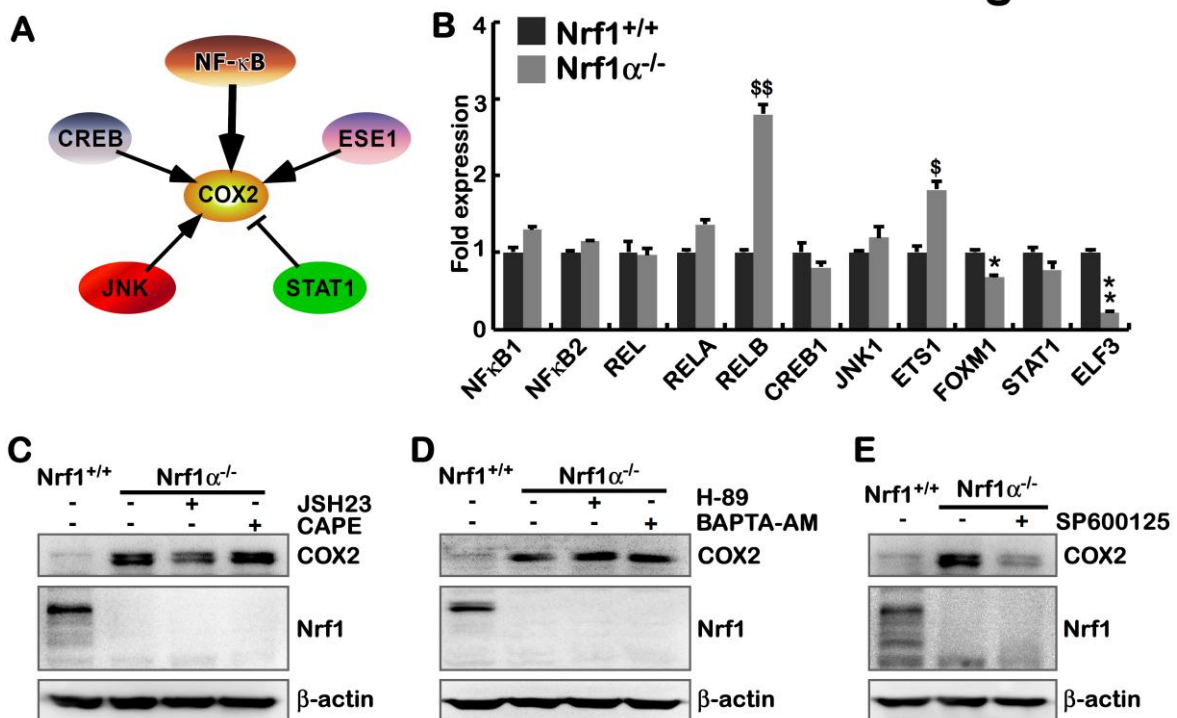 g
A
NF-κB
CREB
ESE1
COX2
JNK
STAT1
B
Nrf1+/+
Nrf1α-/-
Fold expression
4
3
2
1
0
$$
$
*
**
NFκB1
NFκB2
REL
RELA
RELB
CREB1
JNK1
ETS1
FOXM1
STAT1
ELF3
C
Nrf1+/+ Nrf1α-/-
- - + - JSH23
- - - + CAPE
COX2
Nrf1
β-actin
D
Nrf1+/+ Nrf1α-/-
- - + - H-89
- - - + BAPTA-AM
COX2
Nrf1
β-actin
E
Nrf1+/+ Nrf1α-/-
- - + SP600125
COX2
Nrf1
β-actin